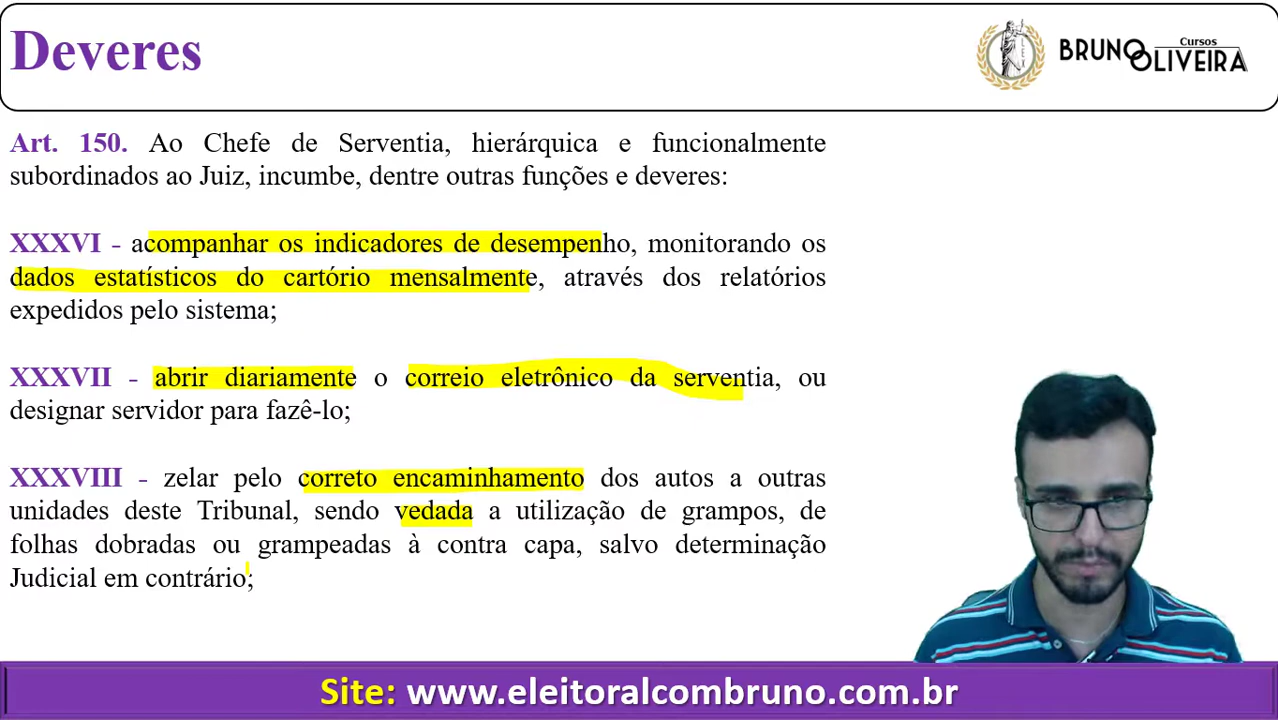 Deveres
Cursos
BRUNO
OLIVEIRA
Art. 150. Ao Chefe de Serventia, hierárquica e funcionalmente
subordinados ao Juiz, incumbe, dentre outras funções e deveres:
XXXVI - acompanhar os indicadores de desempenho, monitorando os
dados estatísticos do cartório mensalmente, através dos relatórios
expedidos pelo sistema;
XXXVII - abrir diariamente o correio eletrônico da serventia, ou
designar servidor para fazê-lo;
XXXVIII - zelar pelo correto encaminhamento dos autos a outras
unidades deste Tribunal, sendo vedada a utilização de grampos, de
folhas dobradas ou grampeadas à contra capa, salvo determinação
Judicial em contrário;
Site: www.eleitoralcombruno.com.br